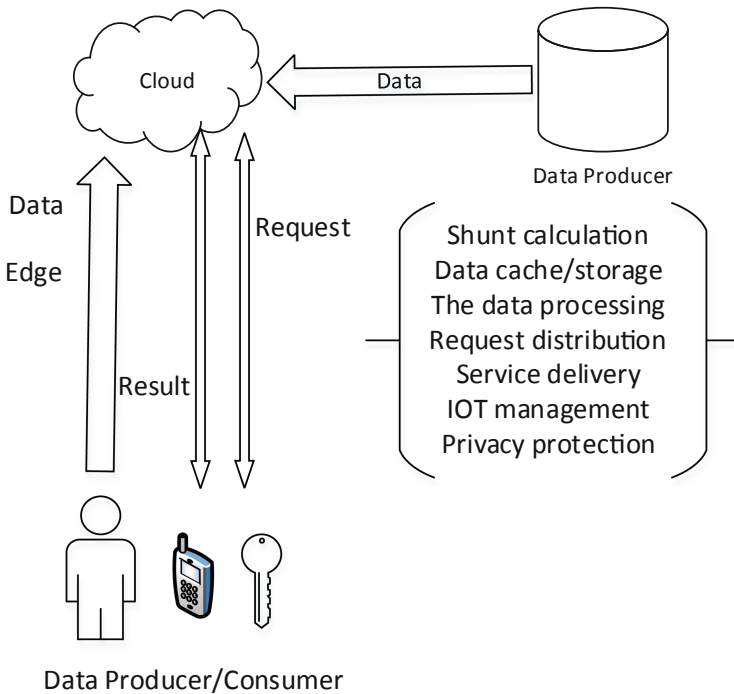 Cloud
Data
Data Producer
Data
Edge
Request
Result
Shunt calculation
Data cache/storage
The data processing
Request distribution
Service delivery
IOT management
Privacy protection
Data Producer/Consumer